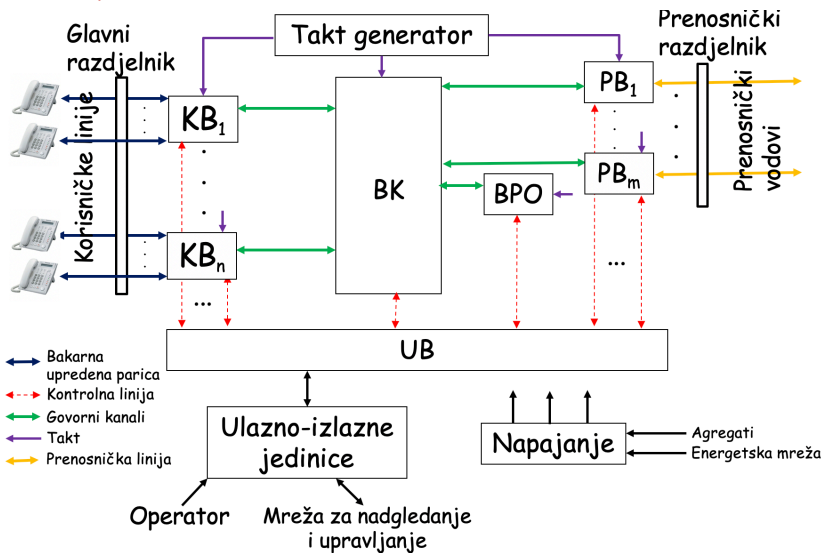 Glavni
razdjelnik
Takt generator
Prenosnički
razdjelnik
Korisničke linije
KB1
. . .
KBn
...
BK
PB1
. . .
PBm
...
BPO
Prenosnički
vodovi
UB
Bakarna
upredena parica
Kontrolna linija
Govorni kanali
Takt
Prenosnička linija
Ulazno-izlazne
jedinice
Operator
Mreža za nadgledanje
i upravljanje
Napajanje
Agregati
Energetska mreža